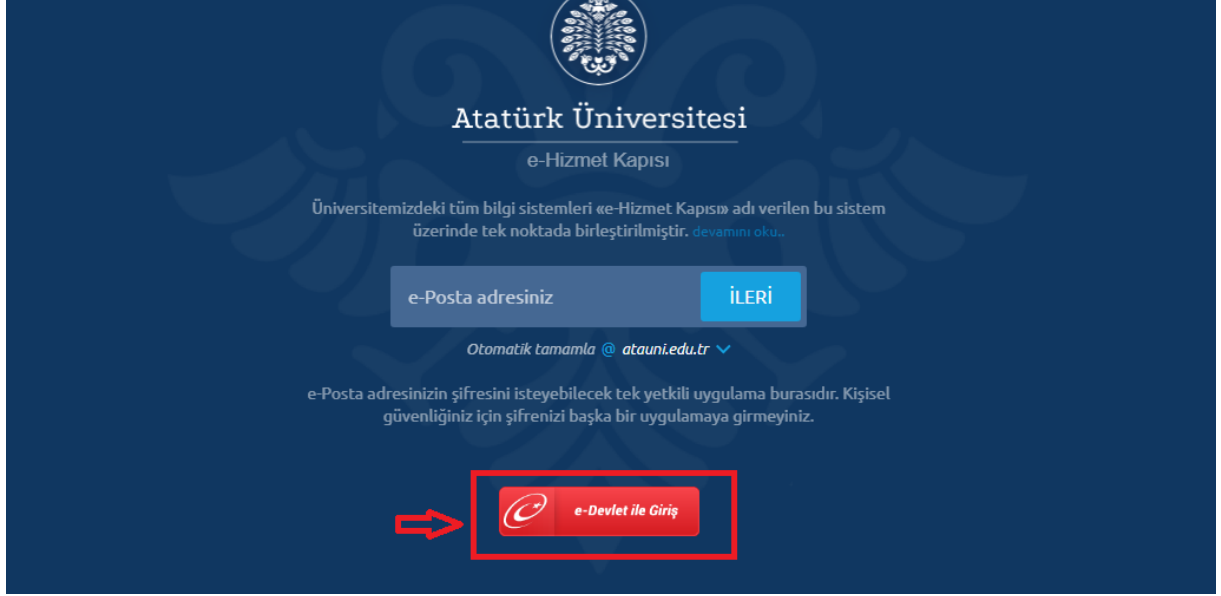 Atatürk Üniversitesi
e-Hizmet Kapısı
Üniversitemizdeki tüm bilgi sistemleri «e-Hizmet Kapısı» adı verilen bu sistem
üzerinde tek noktada birleştirilmiştir. devamını oku..
e-Posta adresiniz
İLERİ
Otomatik tamamla @ atauni.edu.tr
e-Posta adresinizin şifresini isteyebilecek tek yetkili uygulama burasıdır. Kişisel
güvenliğiniz için şifrenizi başka bir uygulamaya girmeyiniz.
e-Devlet ile Giriş